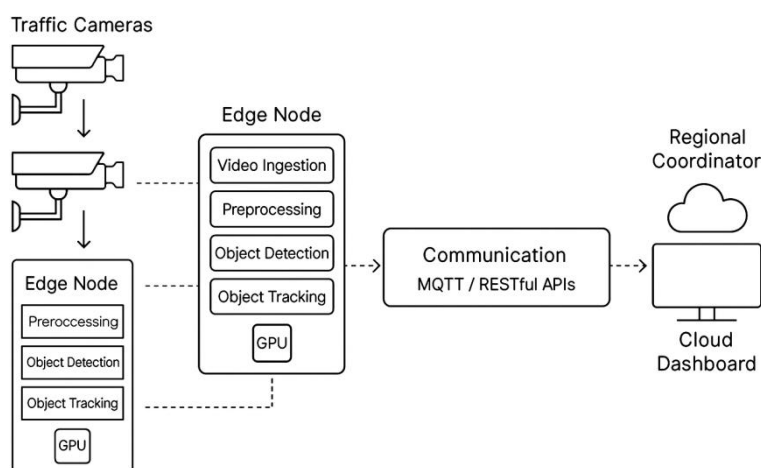 Traffic Cameras
Edge Node
Preroccessing
Object Detection
Object Tracking
GPU
Edge Node
Video Ingestion
Preprocessing
Object Detection
Object Tracking
GPU
Communication
MQTT / RESTful APIs
Regional
Coordinator
Cloud
Dashboard